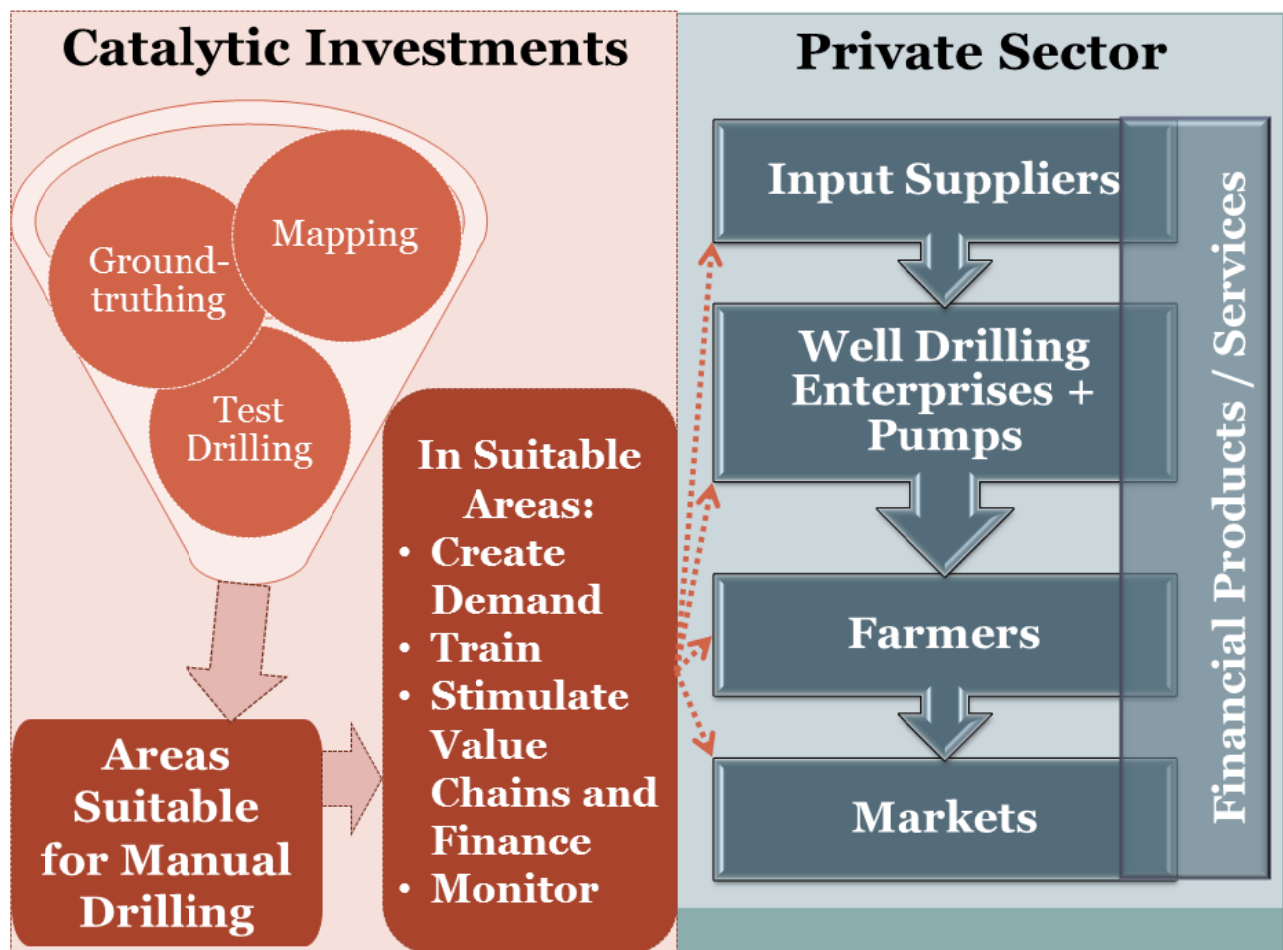 Catalytic Investments
Mapping
Ground-
truthing
Test
Drilling
Areas
Suitable
for Manual
Drilling
In Suitable
Areas:
• Create
Demand
• Train
• Stimulate
Value
Chains and
Finance
• Monitor
Private Sector
Input Suppliers
Well Drilling
Enterprises +
Pumps
Farmers
Markets
Financial Products / Services